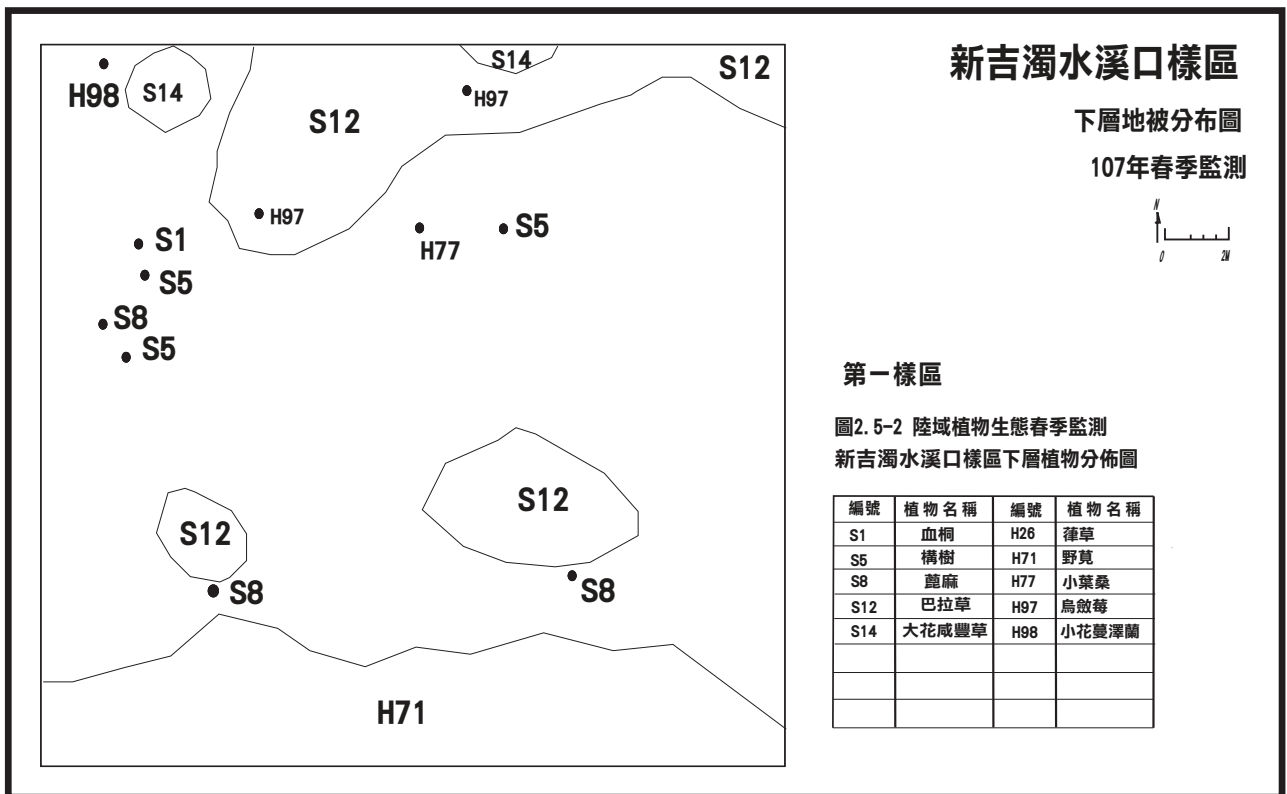 新吉濁水溪口樣區
下層地被分布圖
107年春季監測
N
0 2M
H98
S14
S12
S14
H97
S12
H97
H77
S5
S1
S5
S8
S5
S12
S8
S12
S8
H71
第一樣區
圖2.5-2 陸域植物生態春季監測
新吉濁水溪口樣區下層植物分佈圖
編號 植物名稱 編號 植物名稱
S1 血桐 H26 葎草
S5 構樹 H71 野莧
S8 蓖麻 H77 小葉桑
S12 巴拉草 H97 烏斂莓
S14 大花咸豐草 H98 小花蔓澤蘭